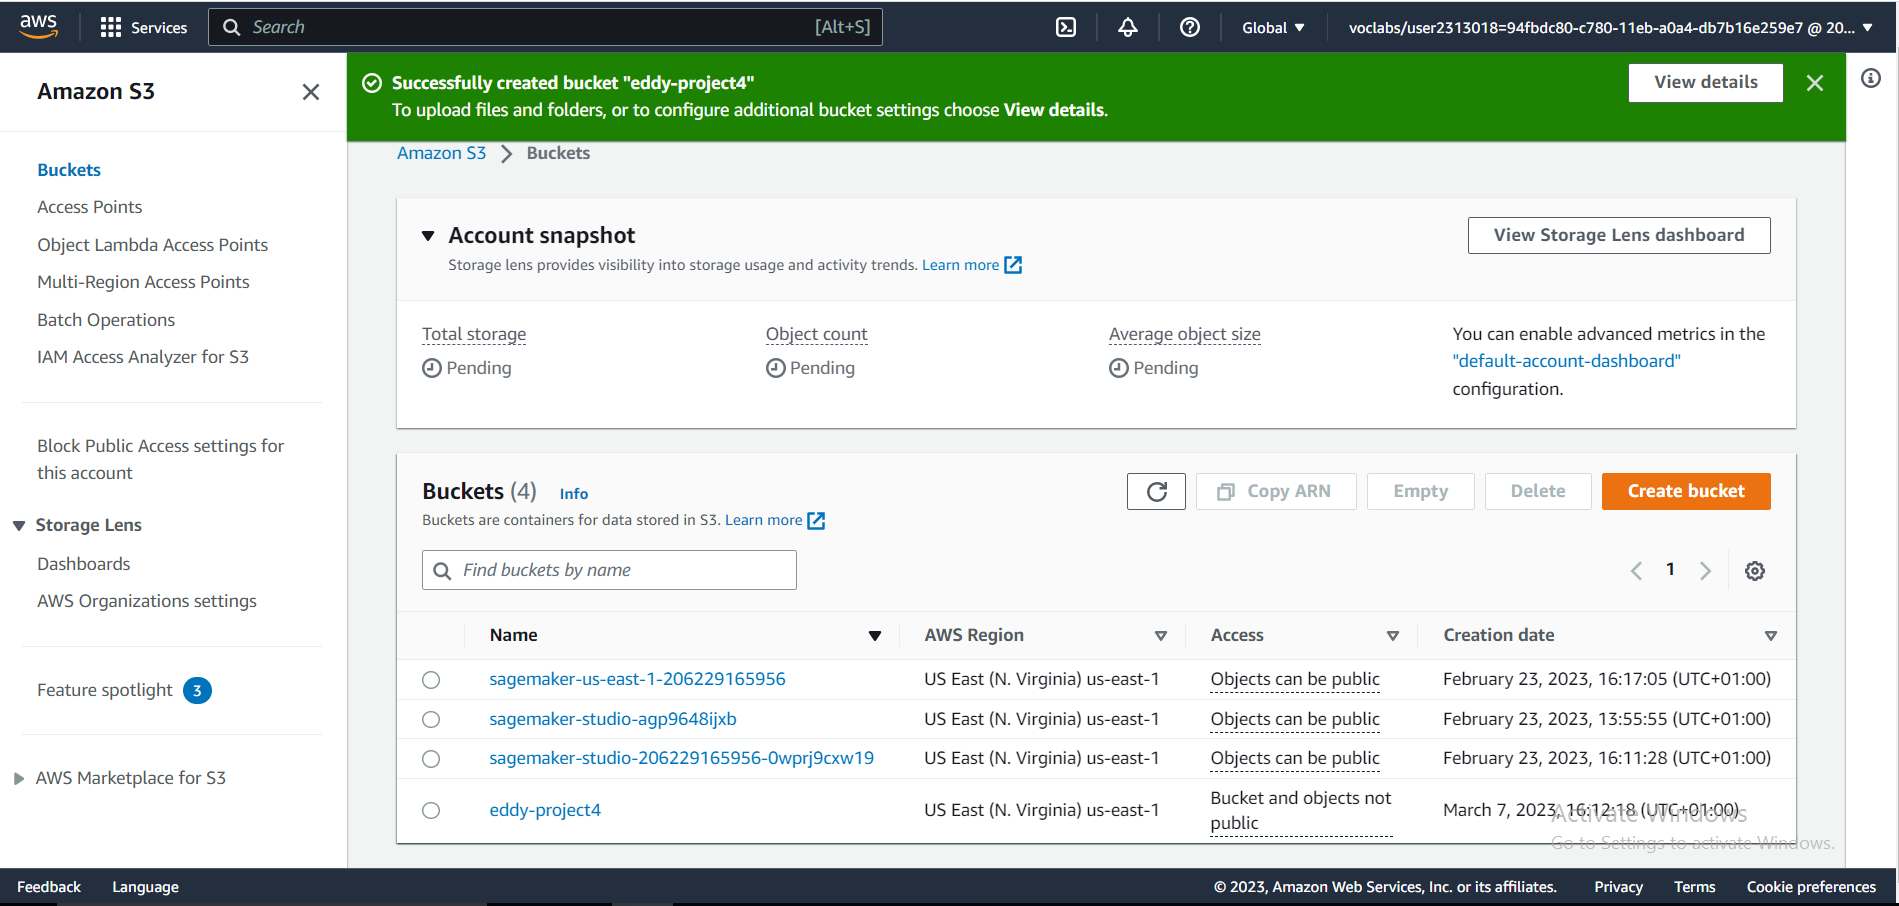 aws
Services
Search
[Alt+S]
Global
voclabs/user2313018=94fbdc80-c780-11eb-a0a4-db7b16e259e7 @ 20...
Amazon S3
Buckets
Access Points
Object Lambda Access Points
Multi-Region Access Points
Batch Operations
IAM Access Analyzer for S3
Block Public Access settings for
this account
Storage Lens
Dashboards
AWS Organizations settings
Feature spotlight 3
AWS Marketplace for S3
Successfully created bucket "eddy-project4"
To upload files and folders, or to configure additional bucket settings choose View details.
View details
Amazon S3 Buckets
Account snapshot
Storage lens provides visibility into storage usage and activity trends. Learn more
View Storage Lens dashboard
Total storage
Pending
Object count
Pending
Average object size
Pending
You can enable advanced metrics in the
"default-account-dashboard"
configuration.
Buckets (4) Info
Buckets are containers for data stored in S3. Learn more
Copy ARN
Empty
Delete
Create bucket
Find buckets by name
1
Name AWS Region Access Creation date
sagemaker-us-east-1-206229165956 US East (N. Virginia) us-east-1 Objects can be public February 23, 2023, 16:17:05 (UTC+01:00)
sagemaker-studio-agp9648ijxb US East (N. Virginia) us-east-1 Objects can be public February 23, 2023, 13:55:55 (UTC+01:00)
sagemaker-studio-206229165956-0wprj9cxw19 US East (N. Virginia) us-east-1 Objects can be public February 23, 2023, 16:11:28 (UTC+01:00)
eddy-project4 US East (N. Virginia) us-east-1 Bucket and objects not
public March 7, 2023, 16:12:18 (UTC+01:00)
Activate Windows
Go to Settings to activate Windows.
Feedback Language
© 2023, Amazon Web Services, Inc. or its affiliates. Privacy Terms Cookie preferences